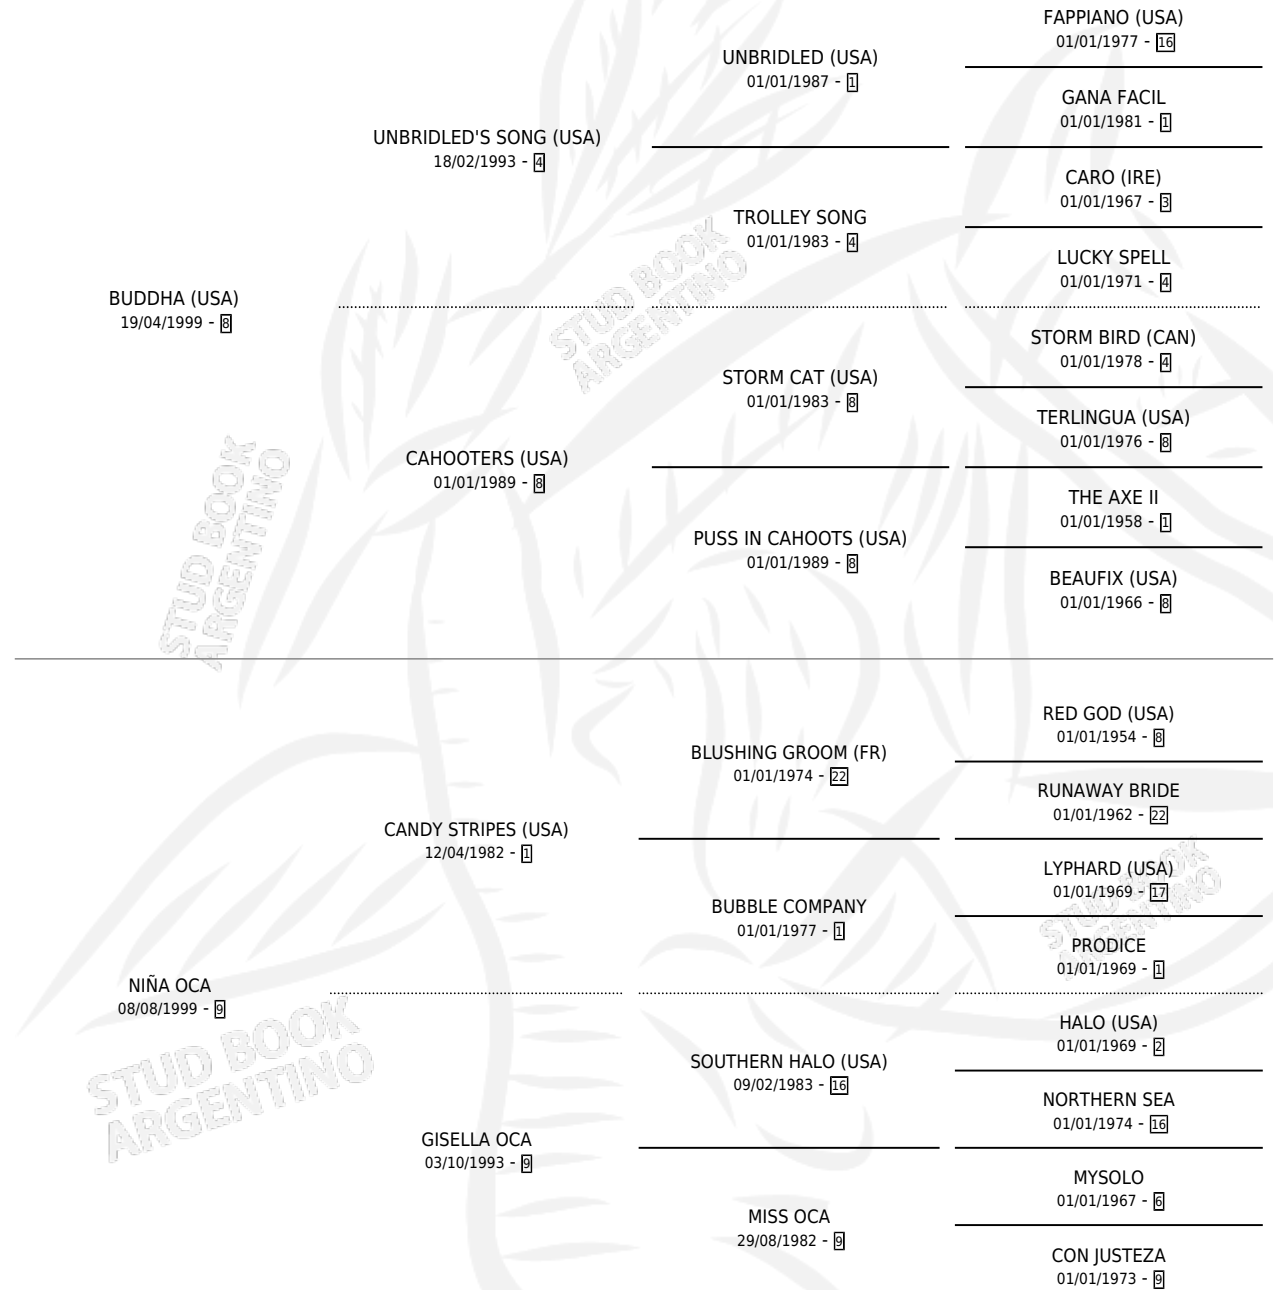 FAPPIANO (USA)
01/01/1977 - 16
UNBRIDLED (USA)
01/01/1987 - 1
GANA FACIL
01/01/1981 - 1
UNBRIDLED'S SONG (USA)
18/02/1993 - 4
CARO (IRE)
01/01/1967 - 3
TROLLEY SONG
01/01/1983 - 4
LUCKY SPELL
01/01/1971 - 4
BUDDHA (USA)
19/04/1999 - 8
STORM BIRD (CAN)
01/01/1978 - 4
STORM CAT (USA)
01/01/1983 - 8
TERLINGUA (USA)
01/01/1976 - 8
CAHOOTERS (USA)
01/01/1989 - 8
THE AXE II
01/01/1958 - 1
PUSS IN CAHOOTS (USA)
01/01/1989 - 8
BEAUFIX (USA)
01/01/1966 - 8
RED GOD (USA)
01/01/1954 - 8
BLUSHING GROOM (FR)
01/01/1974 - 22
RUNAWAY BRIDE
01/01/1962 - 22
CANDY STRIPES (USA)
12/04/1982 - 1
LYPHARD (USA)
01/01/1969 - 17
BUBBLE COMPANY
01/01/1977 - 1
PRODICE
01/01/1969 - 1
NIÑA OCA
08/08/1999 - 9
HALO (USA)
01/01/1969 - 2
SOUTHERN HALO (USA)
09/02/1983 - 16
NORTHERN SEA
01/01/1974 - 16
GISELLA OCA
03/10/1993 - 9
MYSOLO
01/01/1967 - 6
MISS OCA
29/08/1982 - 9
CON JUSTEZA
01/01/1973 - 9
STUD BOOK
ARGENTINO
STUD BOOK
ARGENTINO
STUD BOOK
ARGENTINO
STUD BOOK
ARGENTINO